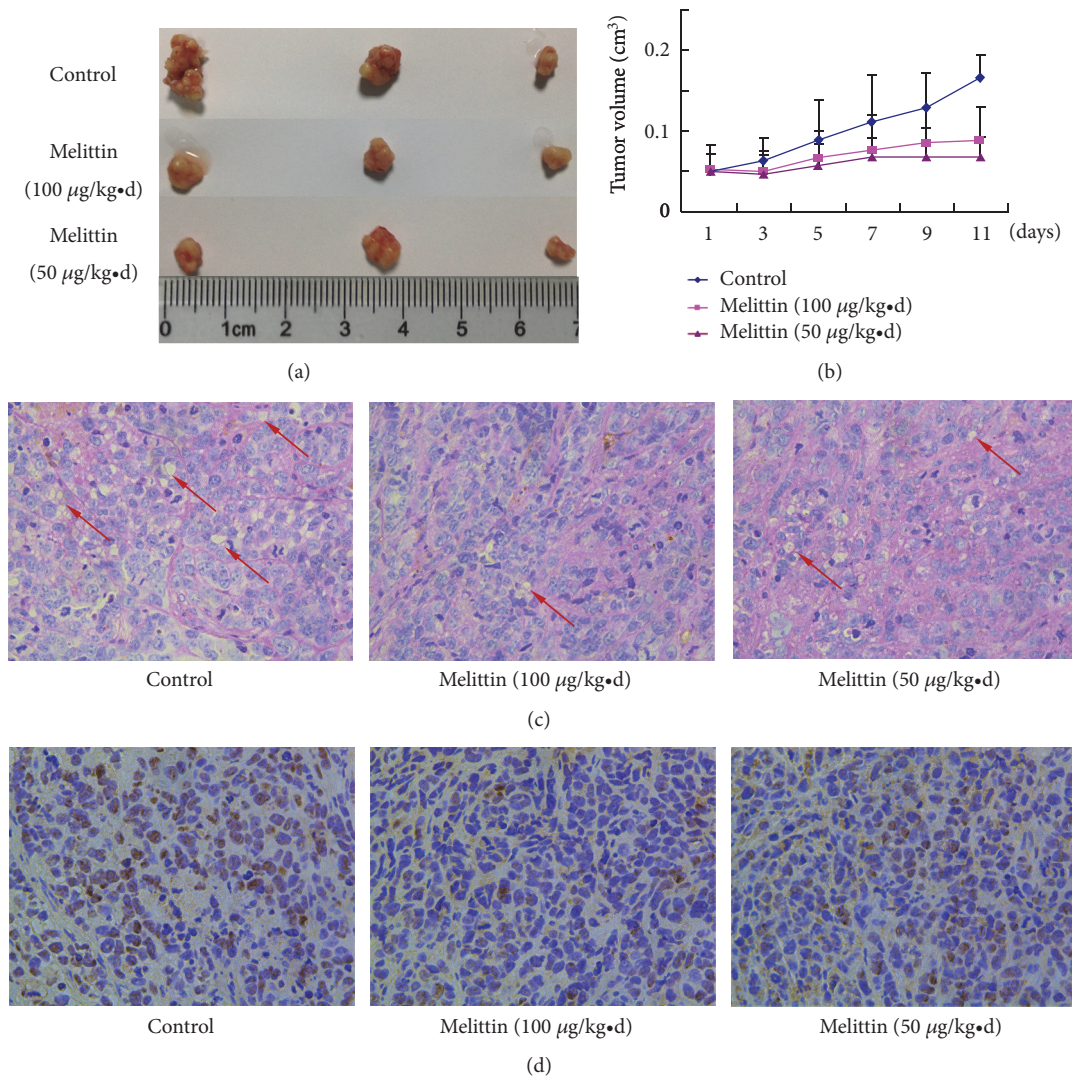 Control
Melittin
(100 μg/kg•d)
Melittin
(50 μg/kg•d)
0 1cm 2 3 4 5 6 7
(a)
Tumor volume (cm³)
0.2
0.1
0
1 3 5 7 9 11 (days)
Control
Melittin (100 μg/kg•d)
Melittin (50 μg/kg•d)
(b)
Control
Melittin (100 μg/kg•d)
Melittin (50 μg/kg•d)
(c)
Control
Melittin (100 μg/kg•d)
Melittin (50 μg/kg•d)
(d)